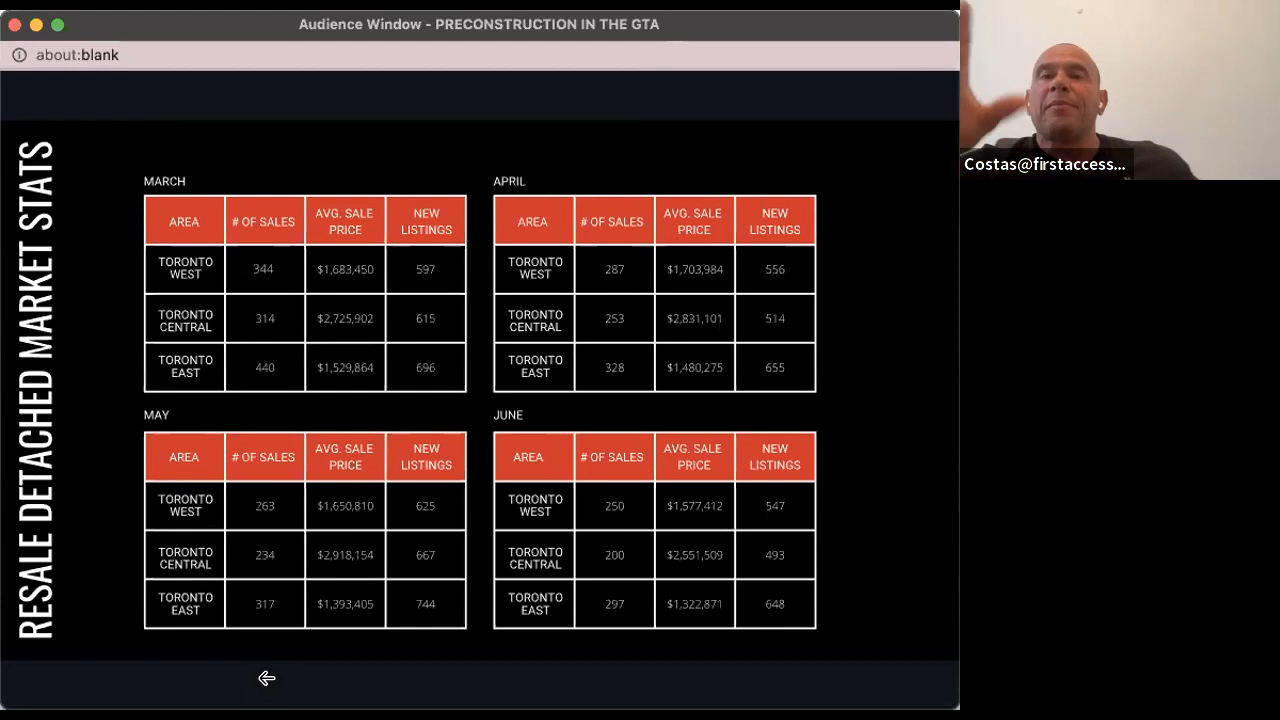 Audience Window - PRECONSTRUCTION IN THE GTA
about:blank
Costas@firstaccess...
RESALE DETACHED MARKET STATS
MARCH
AREA # OF SALES AVG. SALE PRICE NEW LISTINGS
TORONTO WEST 344 $1,683,450 597
TORONTO CENTRAL 314 $2,725,902 615
TORONTO EAST 440 $1,529,864 696
APRIL
AREA # OF SALES AVG. SALE PRICE NEW LISTINGS
TORONTO WEST 287 $1,703,984 556
TORONTO CENTRAL 253 $2,831,101 514
TORONTO EAST 328 $1,480,275 655
MAY
AREA # OF SALES AVG. SALE PRICE NEW LISTINGS
TORONTO WEST 263 $1,650,810 625
TORONTO CENTRAL 234 $2,918,154 667
TORONTO EAST 317 $1,393,405 744
JUNE
AREA # OF SALES AVG. SALE PRICE NEW LISTINGS
TORONTO WEST 250 $1,577,412 547
TORONTO CENTRAL 200 $2,551,509 493
TORONTO EAST 297 $1,322,871 648